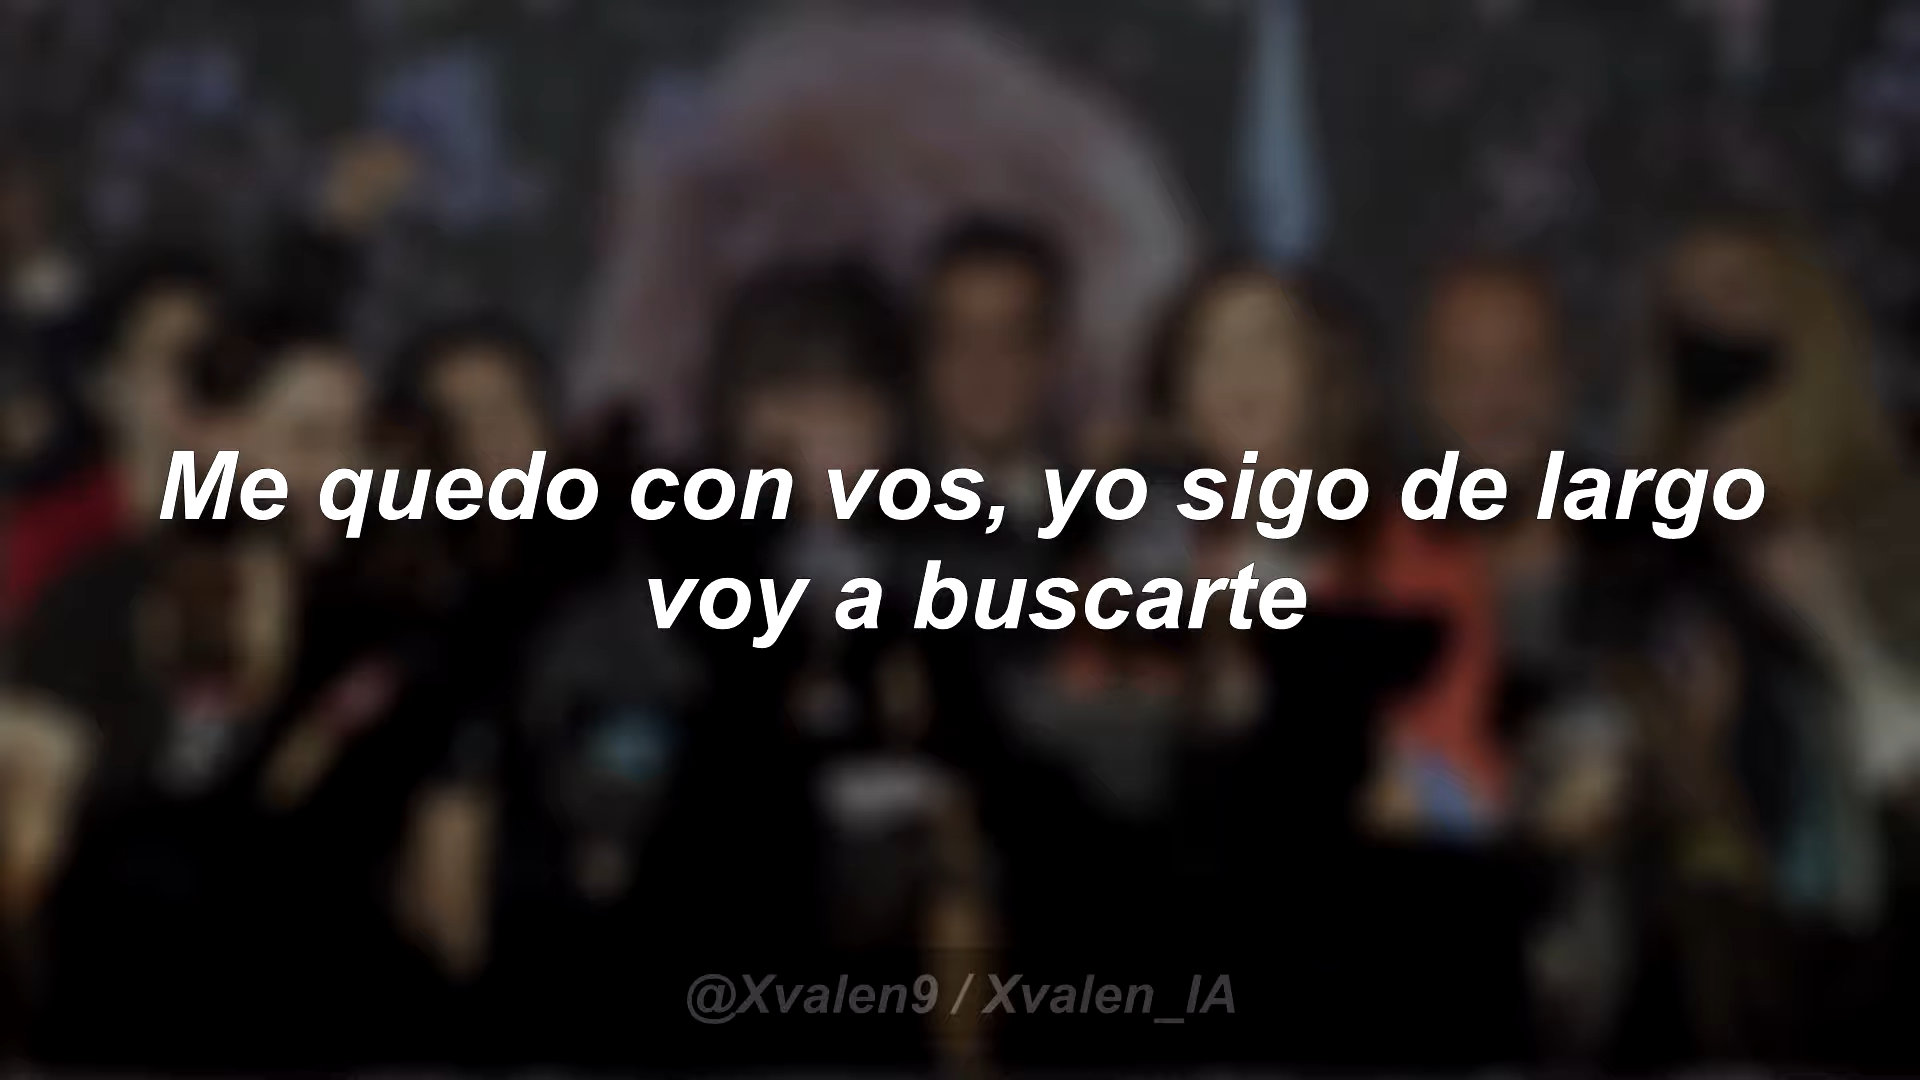 Me quedo con vos, yo sigo de largo
voy a buscarte
@Xvalen9 / Xvalen_IA